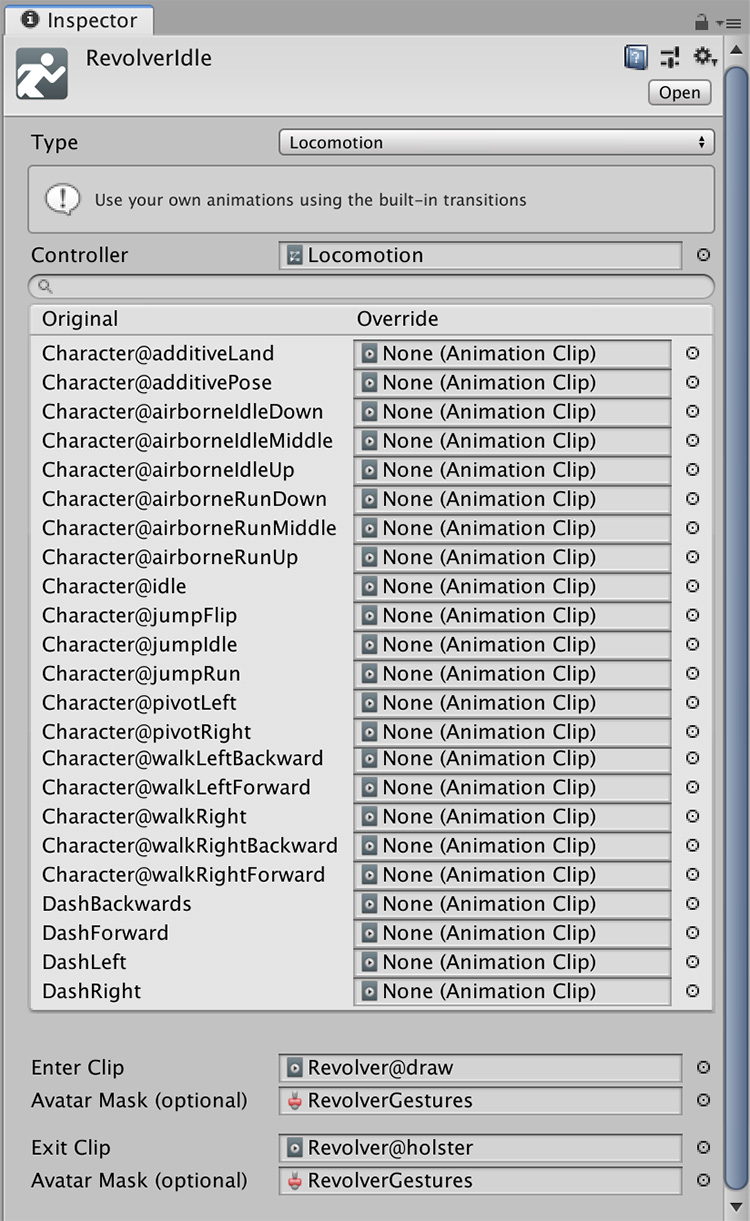 Inspector
RevolverIdle
Open
Type Locomotion
Use your own animations using the built-in transitions
Controller Locomotion
Original Override
Character@additiveLand None (Animation Clip)
Character@additivePose None (Animation Clip)
Character@airborneIdleDown None (Animation Clip)
Character@airborneIdleMiddle None (Animation Clip)
Character@airborneIdleUp None (Animation Clip)
Character@airborneRunDown None (Animation Clip)
Character@airborneRunMiddle None (Animation Clip)
Character@airborneRunUp None (Animation Clip)
Character@idle None (Animation Clip)
Character@jumpFlip None (Animation Clip)
Character@jumpIdle None (Animation Clip)
Character@jumpRun None (Animation Clip)
Character@pivotLeft None (Animation Clip)
Character@pivotRight None (Animation Clip)
Character@walkLeftBackward None (Animation Clip)
Character@walkLeftForward None (Animation Clip)
Character@walkRight None (Animation Clip)
Character@walkRightBackward None (Animation Clip)
Character@walkRightForward None (Animation Clip)
DashBackwards None (Animation Clip)
DashForward None (Animation Clip)
DashLeft None (Animation Clip)
DashRight None (Animation Clip)
Enter Clip Revolver@draw
Avatar Mask (optional) RevolverGestures
Exit Clip Revolver@holster
Avatar Mask (optional) RevolverGestures